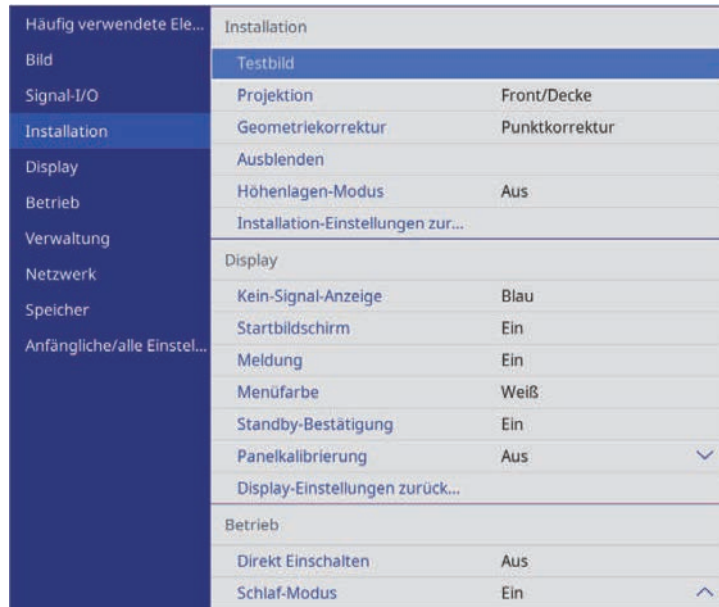 Häufig verwendete Ele...
Bild
Signal-I/O
Installation
Display
Betrieb
Verwaltung
Netzwerk
Speicher
Anfängliche/alle Einstel...
Installation
Testbild
Projektion Front/Decke
Geometriekorrektur Punktkorrektur
Ausblenden
Höhenlagen-Modus Aus
Installation-Einstellungen zur...
Display
Kein-Signal-Anzeige Blau
Startbildschirm Ein
Meldung Ein
Menüfarbe Weiß
Standby-Bestätigung Ein
Panelkalibrierung Aus
Display-Einstellungen zurück...
Betrieb
Direkt Einschalten Aus
Schlaf-Modus Ein